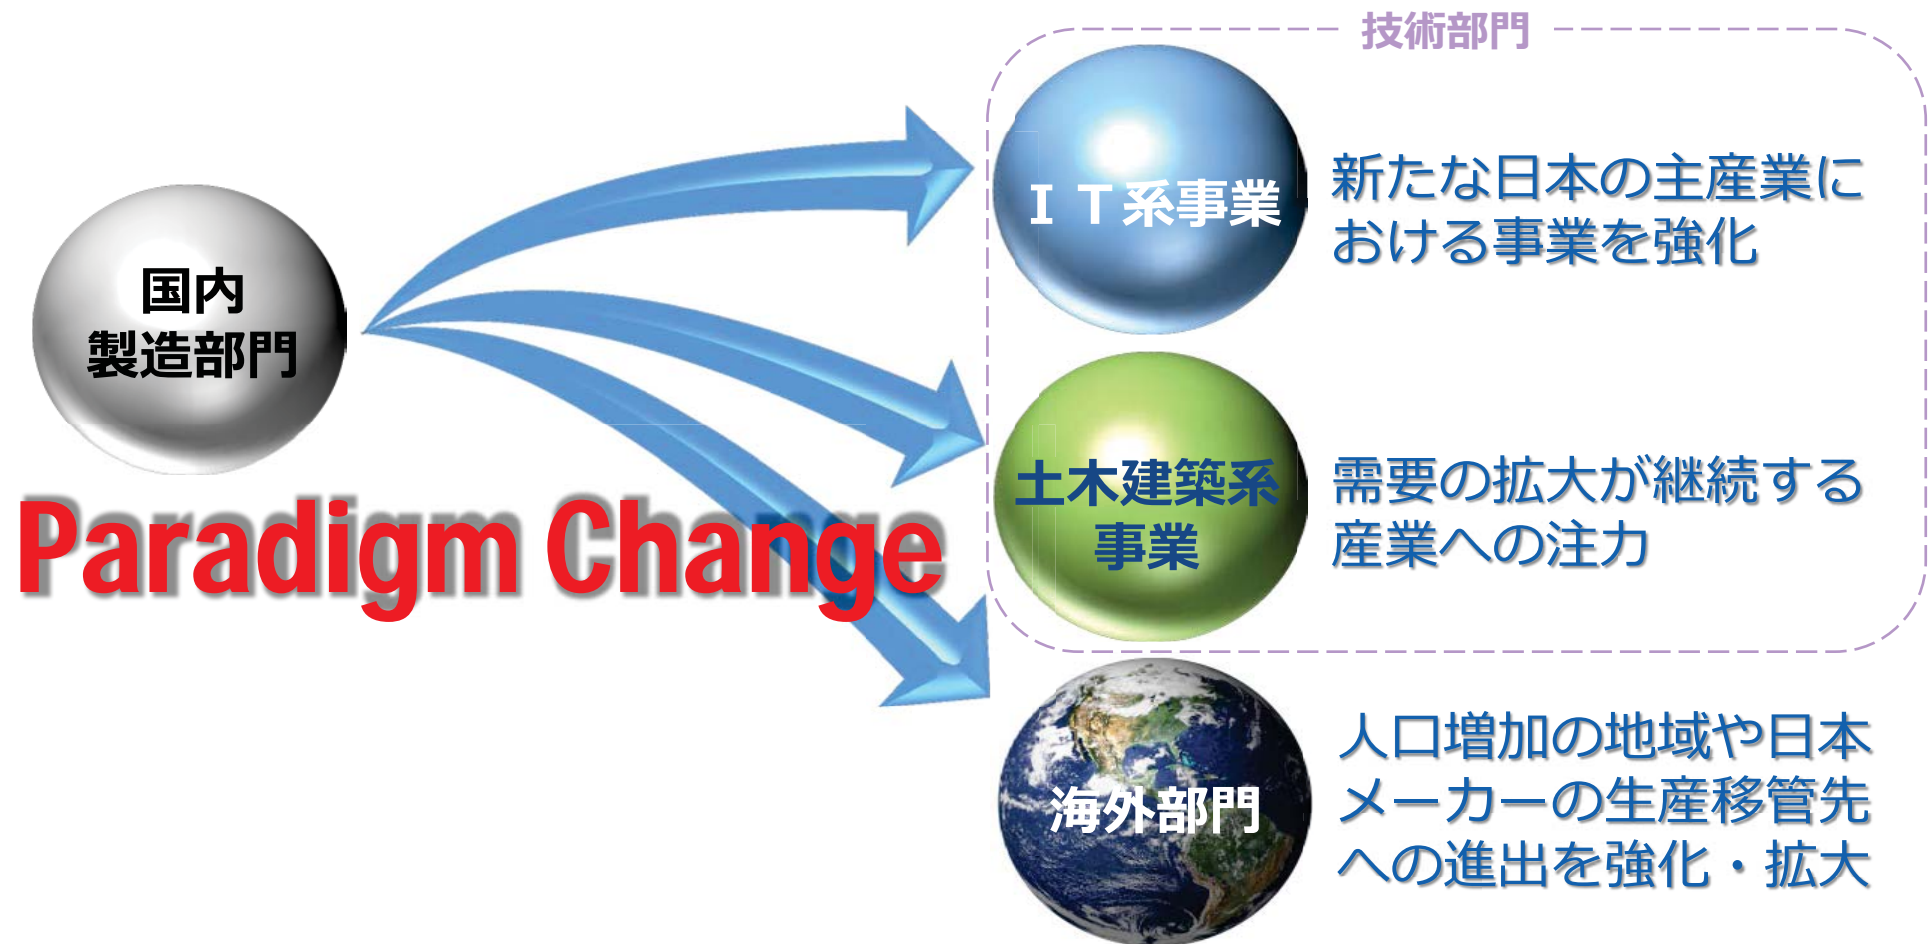 技術部門
国内
製造部門
Paradigm Change
ＩＴ系事業
新たな日本の主産業に
おける事業を強化
土木建築系
事業
需要の拡大が継続する
産業への注力
海外部門
人口増加の地域や日本
メーカーの生産移管先
への進出を強化・拡大